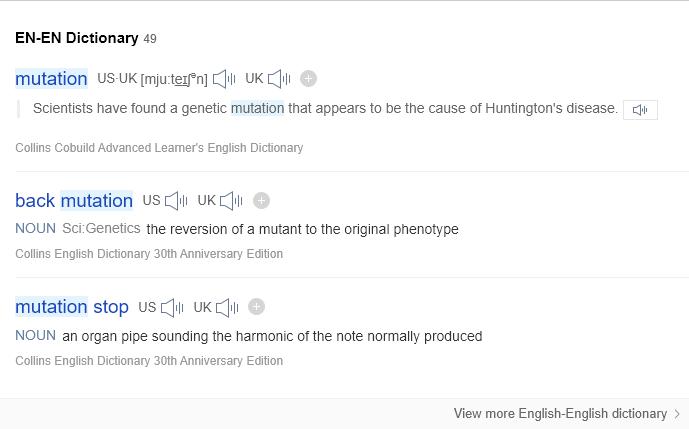 EN-EN Dictionary 49
mutation US·UK [mjuːteɪʃᵊn] UK
Scientists have found a genetic mutation that appears to be the cause of Huntington's disease.
Collins Cobuild Advanced Learner's English Dictionary
back mutation US UK
NOUN Sci:Genetics the reversion of a mutant to the original phenotype
Collins English Dictionary 30th Anniversary Edition
mutation stop US UK
NOUN an organ pipe sounding the harmonic of the note normally produced
Collins English Dictionary 30th Anniversary Edition
View more English-English dictionary